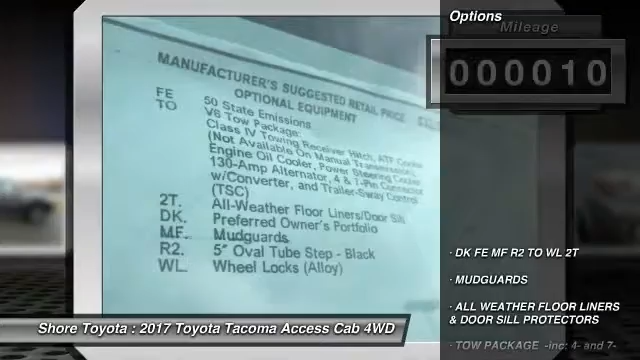 Options
Mileage
000010
MANUFACTURER'S SUGGESTED RETAIL PRICE
OPTIONAL EQUIPMENT
FE 50 State Emissions
TO V6 Tow Package:
Class IV Towing Receiver Hitch, ATF Cooler
(Not Available On Manual Transmission),
Engine Oil Cooler, Power Steering Cooler
130-Amp Alternator, 4 & 7-Pin Connector
w/Converter, and Trailer-Sway Control
(TSC)
2T. All-Weather Floor Liners/Door Sill
DK. Preferred Owner's Portfolio
MF. Mudguards
R2. 5" Oval Tube Step - Black
WL. Wheel Locks (Alloy)
· DK FE MF R2 TO WL 2T
· MUDGUARDS
· ALL WEATHER FLOOR LINERS
& DOOR SILL PROTECTORS
· TOW PACKAGE -inc: 4- and 7-
Shore Toyota : 2017 Toyota Tacoma Access Cab 4WD